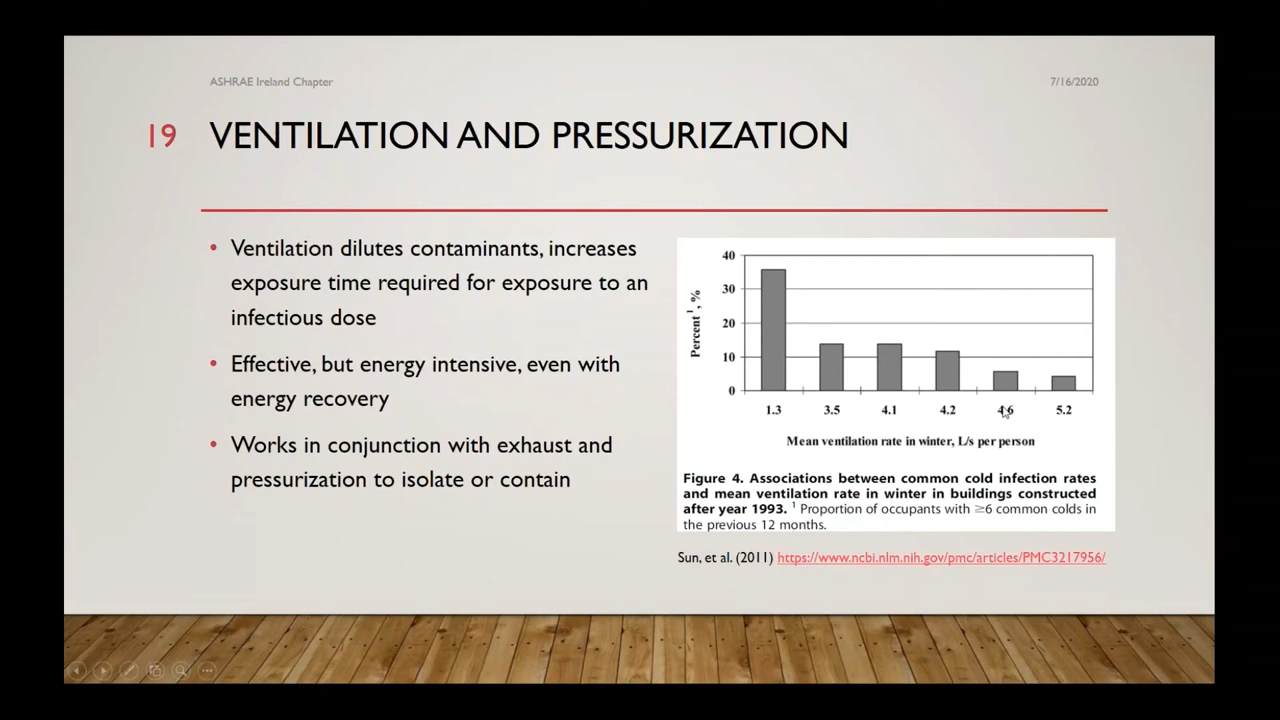 ASHRAE Ireland Chapter
7/16/2020
19 VENTILATION AND PRESSURIZATION
• Ventilation dilutes contaminants, increases
exposure time required for exposure to an
infectious dose
• Effective, but energy intensive, even with
energy recovery
• Works in conjunction with exhaust and
pressurization to isolate or contain
Percent ¹, %
40
30
20
10
0
1.3 3.5 4.1 4.2 4.6 5.2
Mean ventilation rate in winter, L/s per person
Figure 4. Associations between common cold infection rates
and mean ventilation rate in winter in buildings constructed
after year 1993. ¹ Proportion of occupants with ≥6 common colds in
the previous 12 months.
Sun, et al. (2011) https://www.ncbi.nlm.nih.gov/pmc/articles/PMC3217956/